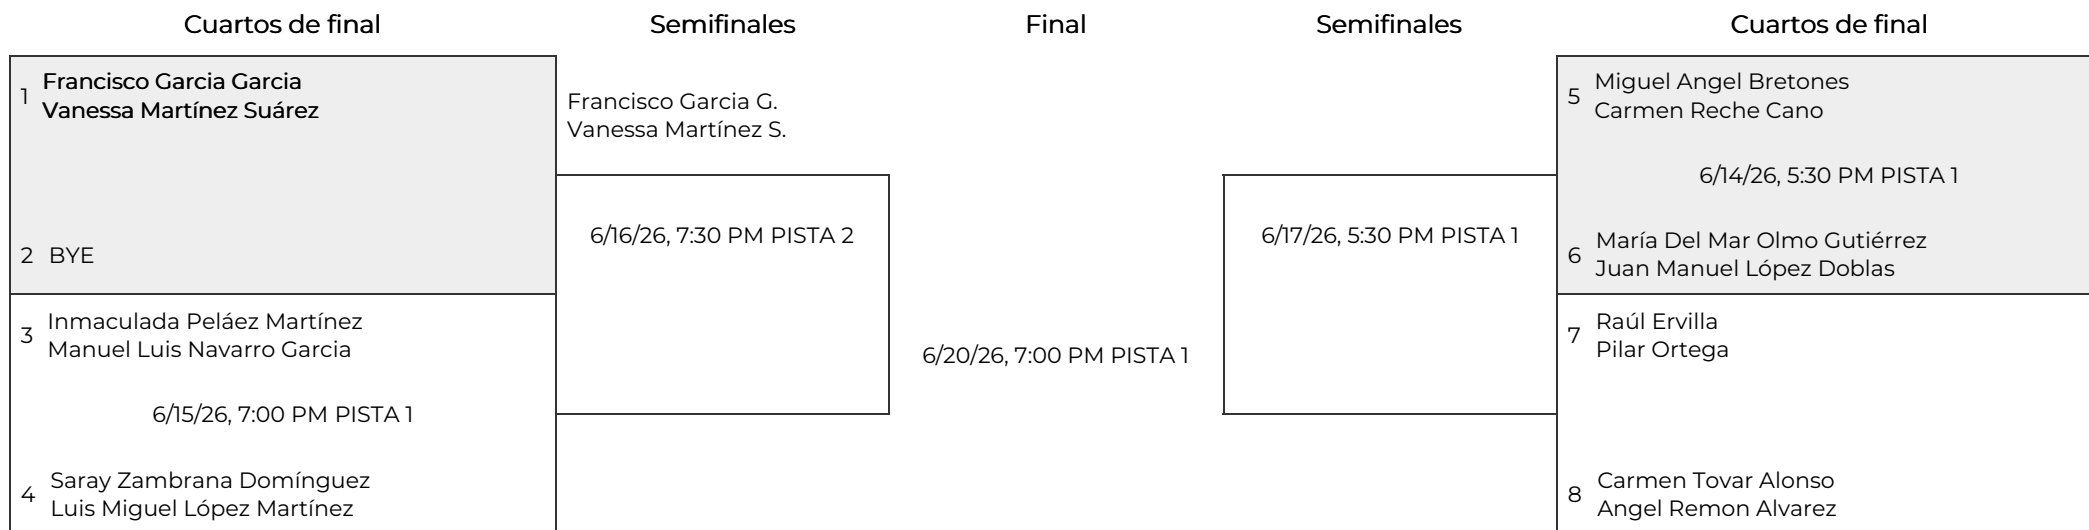 Cuartos de final
Semifinales
Final
Semifinales
Cuartos de final
1
Francisco Garcia Garcia
Vanessa Martínez Suárez
2 BYE
3
Inmaculada Peláez Martínez
Manuel Luis Navarro Garcia
6/15/26, 7:00 PM PISTA 1
4
Saray Zambrana Domínguez
Luis Miguel López Martínez
Francisco Garcia G.
Vanessa Martínez S.
6/16/26, 7:30 PM PISTA 2
6/20/26, 7:00 PM PISTA 1
6/17/26, 5:30 PM PISTA 1
5
Miguel Angel Bretones
Carmen Reche Cano
6/14/26, 5:30 PM PISTA 1
6
María Del Mar Olmo Gutiérrez
Juan Manuel López Doblas
7
Raúl Ervilla
Pilar Ortega
8
Carmen Tovar Alonso
Angel Remon Alvarez